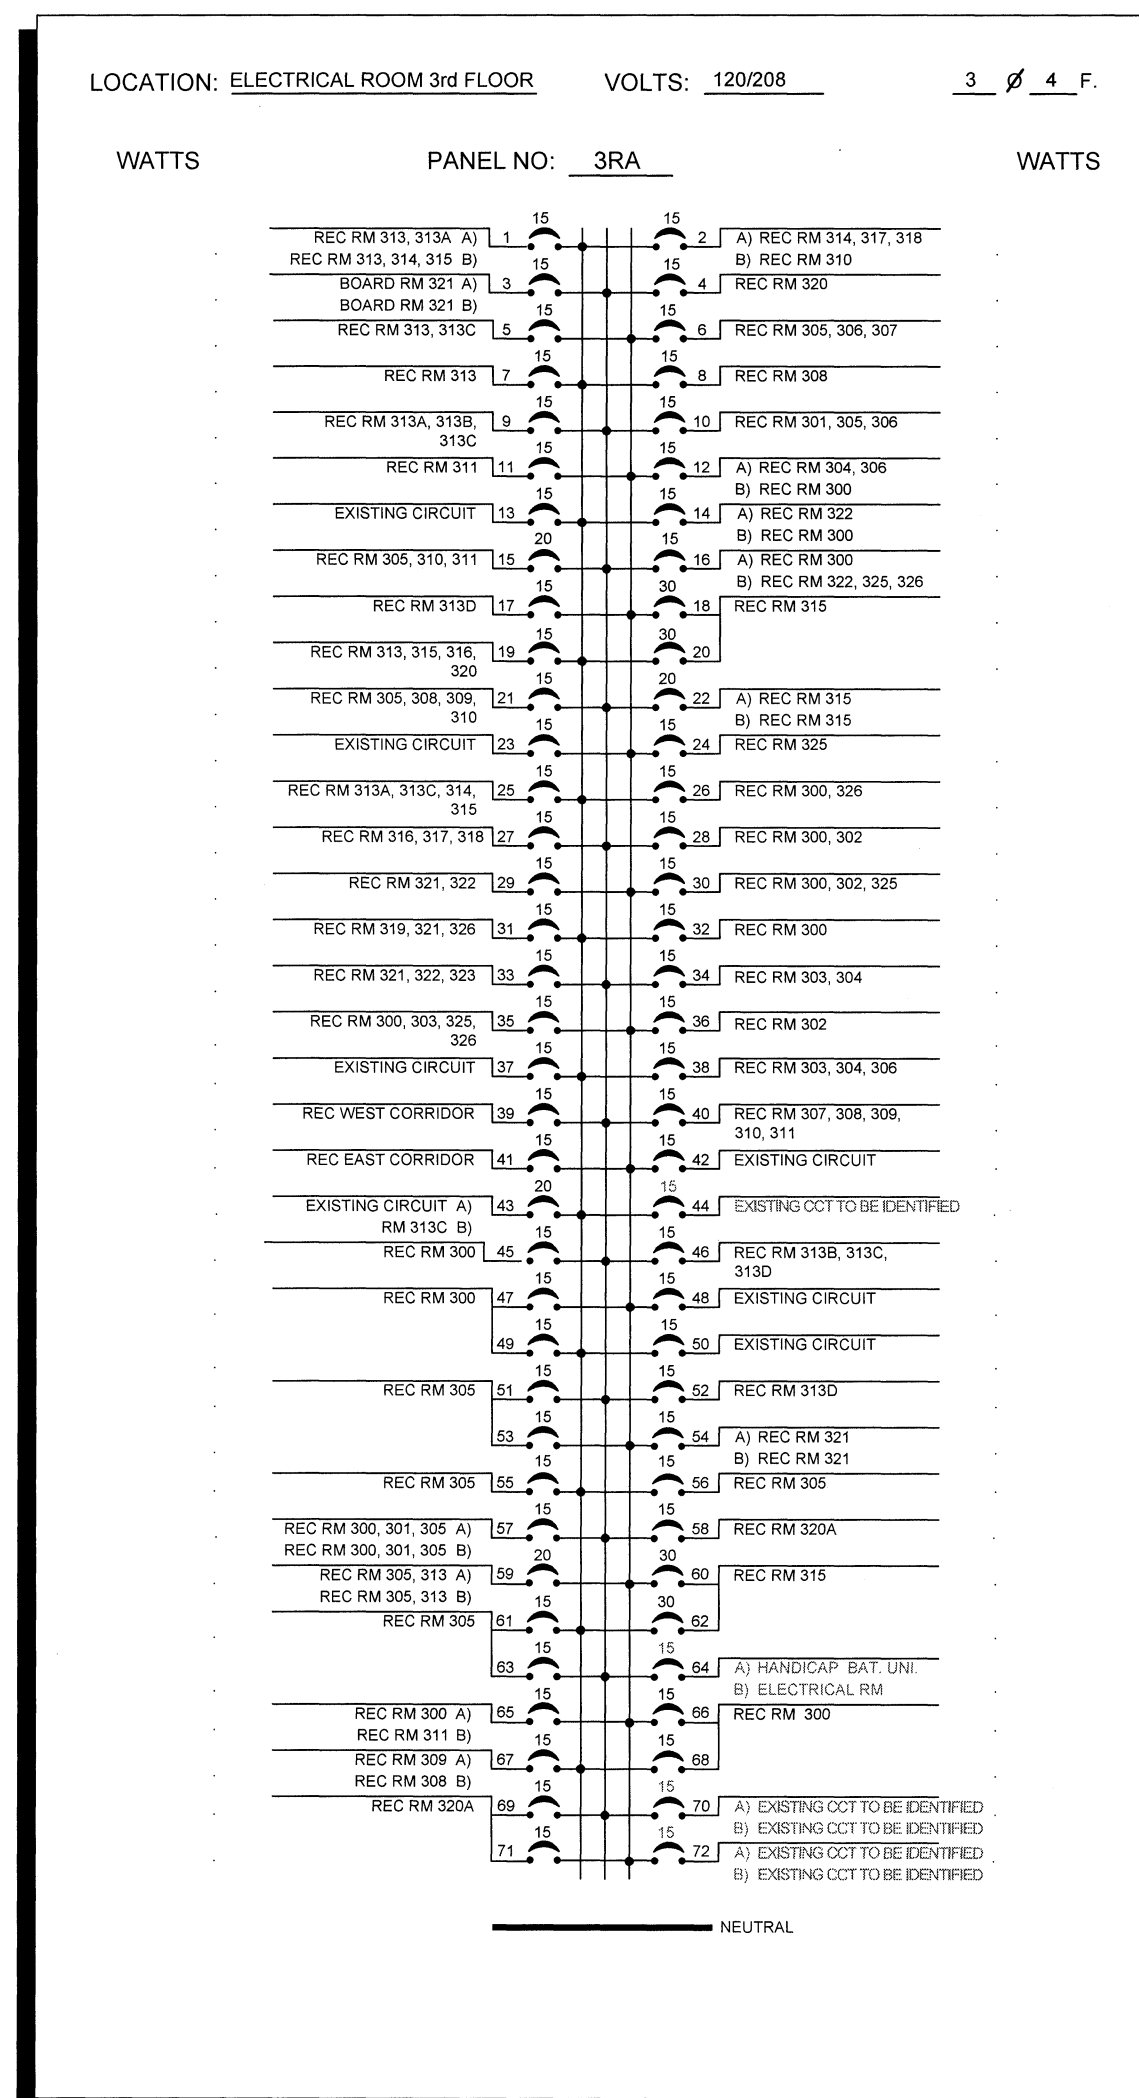 LOCATION: ELECTRICAL ROOM 3rd FLOOR VOLTS: 120/208 3 Ø 4 F.
WATTS PANEL NO: 3RA WATTS
15 15
REC RM 313, 313A A) 1 2 A) REC RM 314, 317, 318
REC RM 313, 314, 315 B) B) REC RM 310
15 15
BOARD RM 321 A) 3 4 REC RM 320
BOARD RM 321 B)
15 15
REC RM 313, 313C 5 6 REC RM 305, 306, 307
15 15
REC RM 313 7 8 REC RM 308
15 15
REC RM 313A, 313B, 9 10 REC RM 301, 305, 306
313C
15 15
REC RM 311 11 12 A) REC RM 304, 306
B) REC RM 300
15 15
EXISTING CIRCUIT 13 14 A) REC RM 322
B) REC RM 300
20 15
REC RM 305, 310, 311 15 16 A) REC RM 300
B) REC RM 322, 325, 326
15 30
REC RM 313D 17 18 REC RM 315
15 30
REC RM 313, 315, 316, 19 20
320
15 20
REC RM 305, 308, 309, 21 22 A) REC RM 315
310 B) REC RM 315
15 15
EXISTING CIRCUIT 23 24 REC RM 325
15 15
REC RM 313A, 313C, 314, 25 26 REC RM 300, 326
315
15 15
REC RM 316, 317, 318 27 28 REC RM 300, 302
15 15
REC RM 321, 322 29 30 REC RM 300, 302, 325
15 15
REC RM 319, 321, 326 31 32 REC RM 300
15 15
REC RM 321, 322, 323 33 34 REC RM 303, 304
15 15
REC RM 300, 303, 325, 35 36 REC RM 302
326
15 15
EXISTING CIRCUIT 37 38 REC RM 303, 304, 306
15 15
REC WEST CORRIDOR 39 40 REC RM 307, 308, 309,
310, 311
15 15
REC EAST CORRIDOR 41 42 EXISTING CIRCUIT
20 15
EXISTING CIRCUIT A) 43 44 EXISTING CCT TO BE IDENTIFIED
RM 313C B)
15 15
REC RM 300 45 46 REC RM 313B, 313C,
313D
15 15
REC RM 300 47 48 EXISTING CIRCUIT
15 15
49 50 EXISTING CIRCUIT
15 15
REC RM 305 51 52 REC RM 313D
15 15
53 54 A) REC RM 321
B) REC RM 321
15 15
REC RM 305 55 56 REC RM 305
15 15
REC RM 300, 301, 305 A) 57 58 REC RM 320A
REC RM 300, 301, 305 B)
20 30
REC RM 305, 313 A) 59 60 REC RM 315
REC RM 305, 313 B)
15 30
REC RM 305 61 62
15 15
63 64 A) HANDICAP BAT. UNI.
B) ELECTRICAL RM
15 15
REC RM 300 A) 65 66 REC RM 300
REC RM 311 B)
15 15
REC RM 309 A) 67 68
REC RM 308 B)
15 15
REC RM 320A 69 70 A) EXISTING CCT TO BE IDENTIFIED
B) EXISTING CCT TO BE IDENTIFIED
15 15
71 72 A) EXISTING CCT TO BE IDENTIFIED
B) EXISTING CCT TO BE IDENTIFIED
NEUTRAL